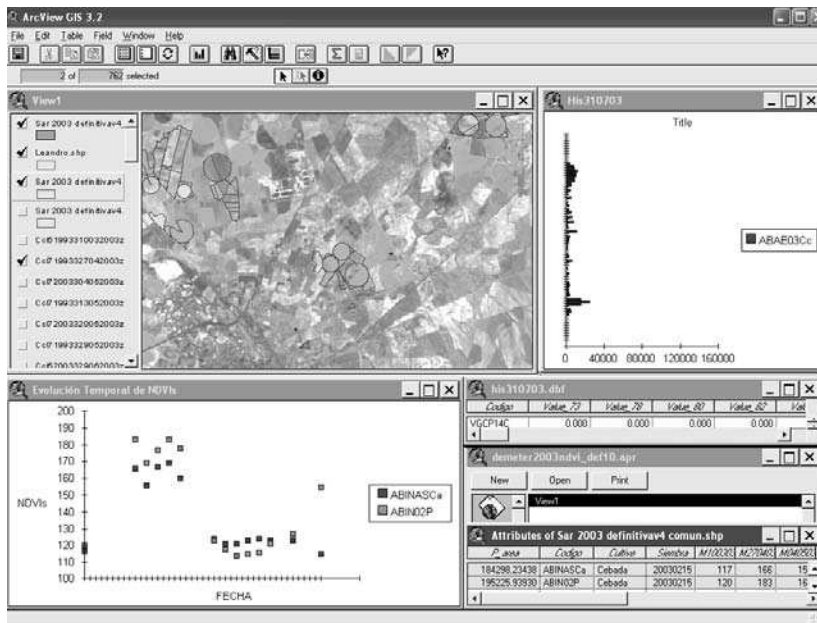 ArcView GIS 3.2
File Edit Table Field Window Help
2 of 762 selected
View1
Sar 2003 definitivav4
Leandro.shp
Sar 2003 definitivav4
Sar 2003 definitivav4
His310703
Title
ABAE03Cc
0 40000 80000 120000 160000
Evolución Temporal de NDVIs
200
190
180
170
160
150
140
130
120
110
100
NDVIs
FECHA
ABINASCa
ABIN02P
his310703.dbf
Codigo Value_77 Value_78 Value_80 Value_82
VGCP14C 0.000 0.000 0.000 0.000
demeter2003ndvi_def10.apr
New Open Print
View1
Attributes of Sar 2003 definitivav4 comun.shp
P_area Codigo Cultivo Siembra
184298.23438 ABINASCa Cebada 20030215 117 166 15
195225.93930 ABIN02P Cebada 20030215 120 183 16